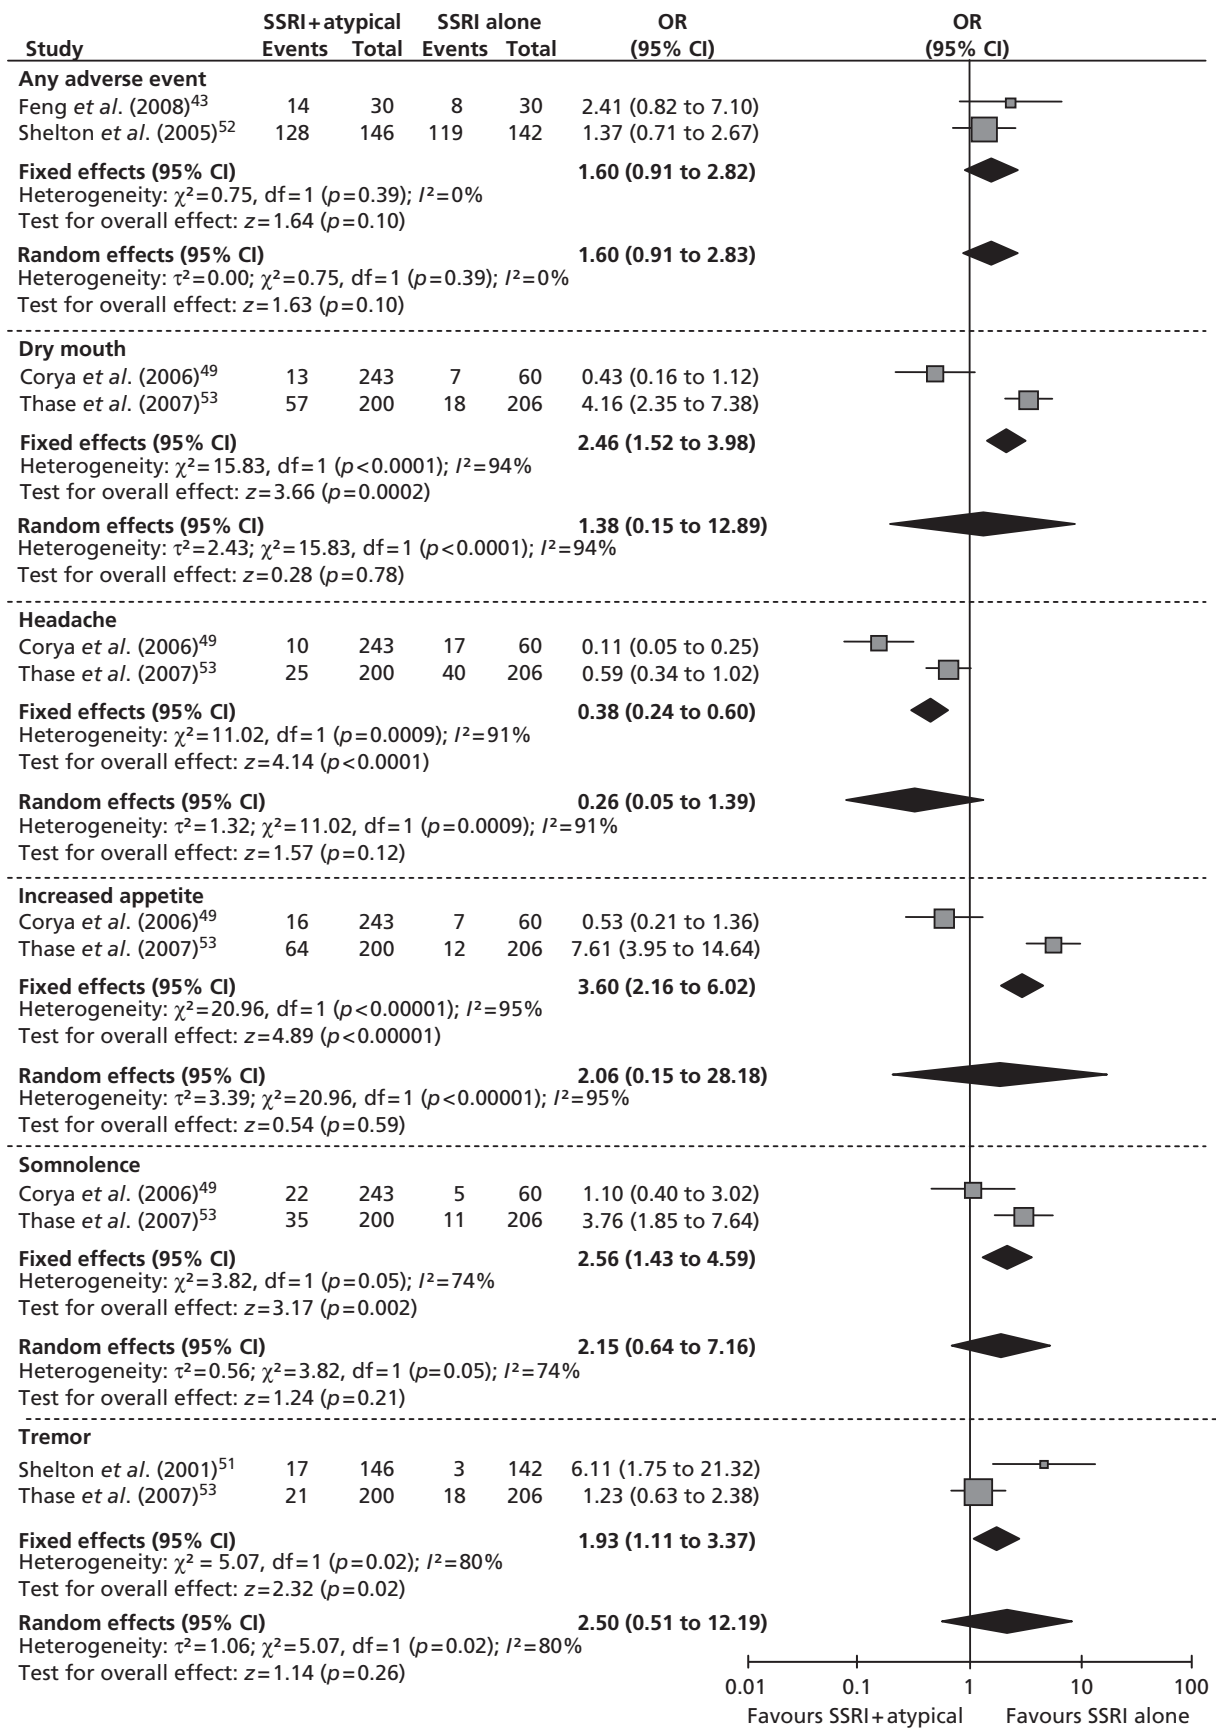 SSRI+atypical SSRI alone OR OR
Study Events Total Events Total (95% CI) (95% CI)
Any adverse event
Feng et al. (2008)43 14 30 8 30 2.41 (0.82 to 7.10)
Shelton et al. (2005)52 128 146 119 142 1.37 (0.71 to 2.67)
Fixed effects (95% CI) 1.60 (0.91 to 2.82)
Heterogeneity: χ²=0.75, df=1 (p=0.39); I²=0%
Test for overall effect: z=1.64 (p=0.10)
Random effects (95% CI) 1.60 (0.91 to 2.83)
Heterogeneity: τ²=0.00; χ²=0.75, df=1 (p=0.39); I²=0%
Test for overall effect: z=1.63 (p=0.10)
Dry mouth
Corya et al. (2006)49 13 243 7 60 0.43 (0.16 to 1.12)
Thase et al. (2007)53 57 200 18 206 4.16 (2.35 to 7.38)
Fixed effects (95% CI) 2.46 (1.52 to 3.98)
Heterogeneity: χ²=15.83, df=1 (p<0.0001); I²=94%
Test for overall effect: z=3.66 (p=0.0002)
Random effects (95% CI) 1.38 (0.15 to 12.89)
Heterogeneity: τ²=2.43; χ²=15.83, df=1 (p<0.0001); I²=94%
Test for overall effect: z=0.28 (p=0.78)
Headache
Corya et al. (2006)49 10 243 17 60 0.11 (0.05 to 0.25)
Thase et al. (2007)53 25 200 40 206 0.59 (0.34 to 1.02)
Fixed effects (95% CI) 0.38 (0.24 to 0.60)
Heterogeneity: χ²=11.02, df=1 (p=0.0009); I²=91%
Test for overall effect: z=4.14 (p<0.0001)
Random effects (95% CI) 0.26 (0.05 to 1.39)
Heterogeneity: τ²=1.32; χ²=11.02, df=1 (p=0.0009); I²=91%
Test for overall effect: z=1.57 (p=0.12)
Increased appetite
Corya et al. (2006)49 16 243 7 60 0.53 (0.21 to 1.36)
Thase et al. (2007)53 64 200 12 206 7.61 (3.95 to 14.64)
Fixed effects (95% CI) 3.60 (2.16 to 6.02)
Heterogeneity: χ²=20.96, df=1 (p<0.00001); I²=95%
Test for overall effect: z=4.89 (p<0.00001)
Random effects (95% CI) 2.06 (0.15 to 28.18)
Heterogeneity: τ²=3.39; χ²=20.96, df=1 (p<0.00001); I²=95%
Test for overall effect: z=0.54 (p=0.59)
Somnolence
Corya et al. (2006)49 22 243 5 60 1.10 (0.40 to 3.02)
Thase et al. (2007)53 35 200 11 206 3.76 (1.85 to 7.64)
Fixed effects (95% CI) 2.56 (1.43 to 4.59)
Heterogeneity: χ²=3.82, df=1 (p=0.05); I²=74%
Test for overall effect: z=3.17 (p=0.002)
Random effects (95% CI) 2.15 (0.64 to 7.16)
Heterogeneity: τ²=0.56; χ²=3.82, df=1 (p=0.05); I²=74%
Test for overall effect: z=1.24 (p=0.21)
Tremor
Shelton et al. (2001)51 17 146 3 142 6.11 (1.75 to 21.32)
Thase et al. (2007)53 21 200 18 206 1.23 (0.63 to 2.38)
Fixed effects (95% CI) 1.93 (1.11 to 3.37)
Heterogeneity: χ² = 5.07, df=1 (p=0.02); I²=80%
Test for overall effect: z=2.32 (p=0.02)
Random effects (95% CI) 2.50 (0.51 to 12.19)
Heterogeneity: τ²=1.06; χ²=5.07, df=1 (p=0.02); I²=80%
Test for overall effect: z=1.14 (p=0.26)
0.01 0.1 1 10 100
Favours SSRI+atypical Favours SSRI alone